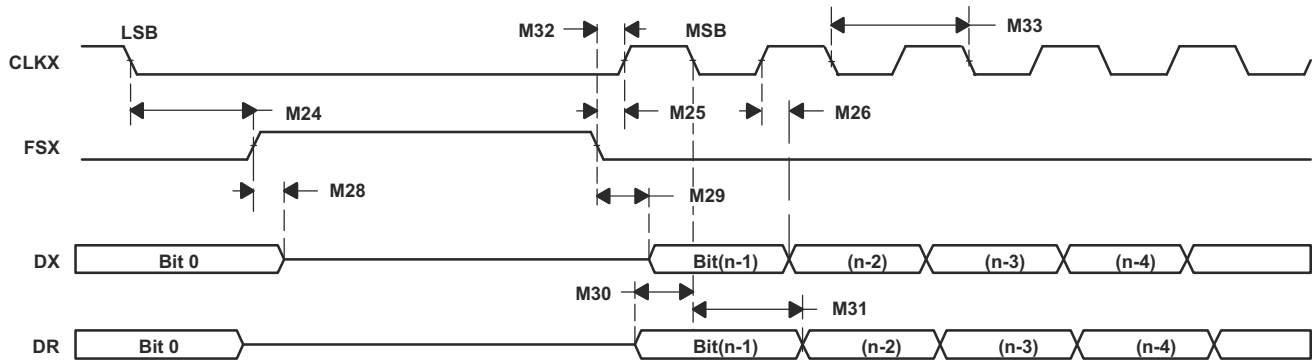 LSB M32 MSB M33
CLKX
M24 M25 M26
FSX
M28 M29
DX Bit 0 Bit(n-1) (n-2) (n-3) (n-4)
M30 M31
DR Bit 0 Bit(n-1) (n-2) (n-3) (n-4)